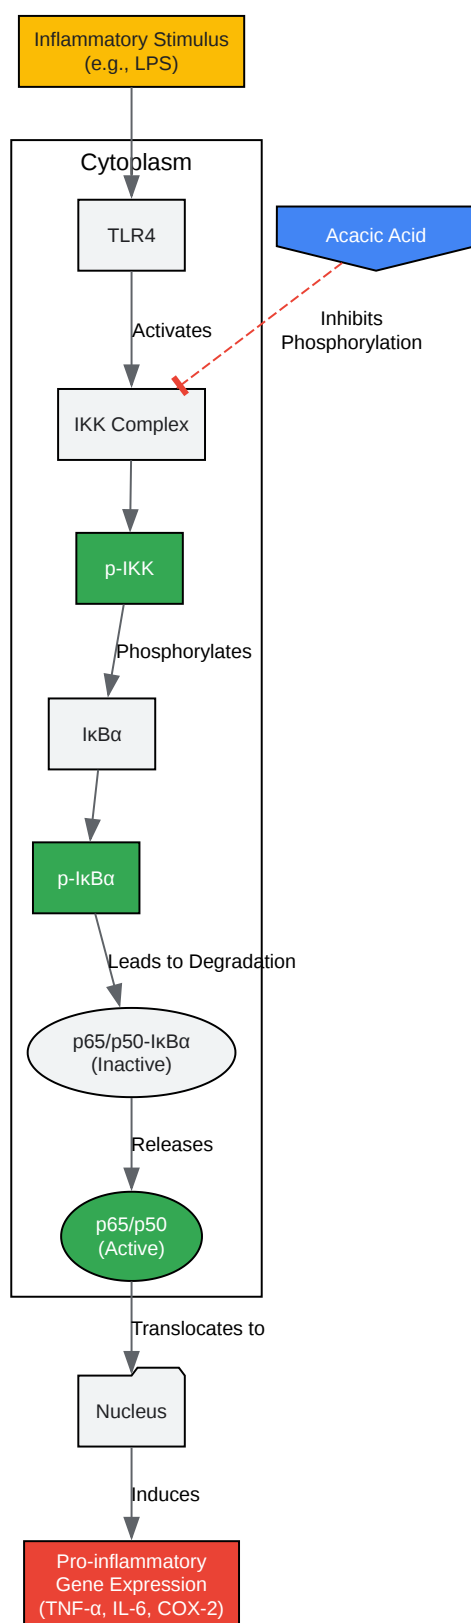 Inflammatory Stimulus
(e.g., LPS)
Cytoplasm
TLR4
Acacic Acid
Activates
Inhibits
Phosphorylation
IKK Complex
p-IKK
Phosphorylates
IκBα
p-IκBα
Leads to Degradation
p65/p50-IκBα
(Inactive)
Releases
p65/p50
(Active)
Translocates to
Nucleus
Induces
Pro-inflammatory
Gene Expression
(TNF-α, IL-6, COX-2)